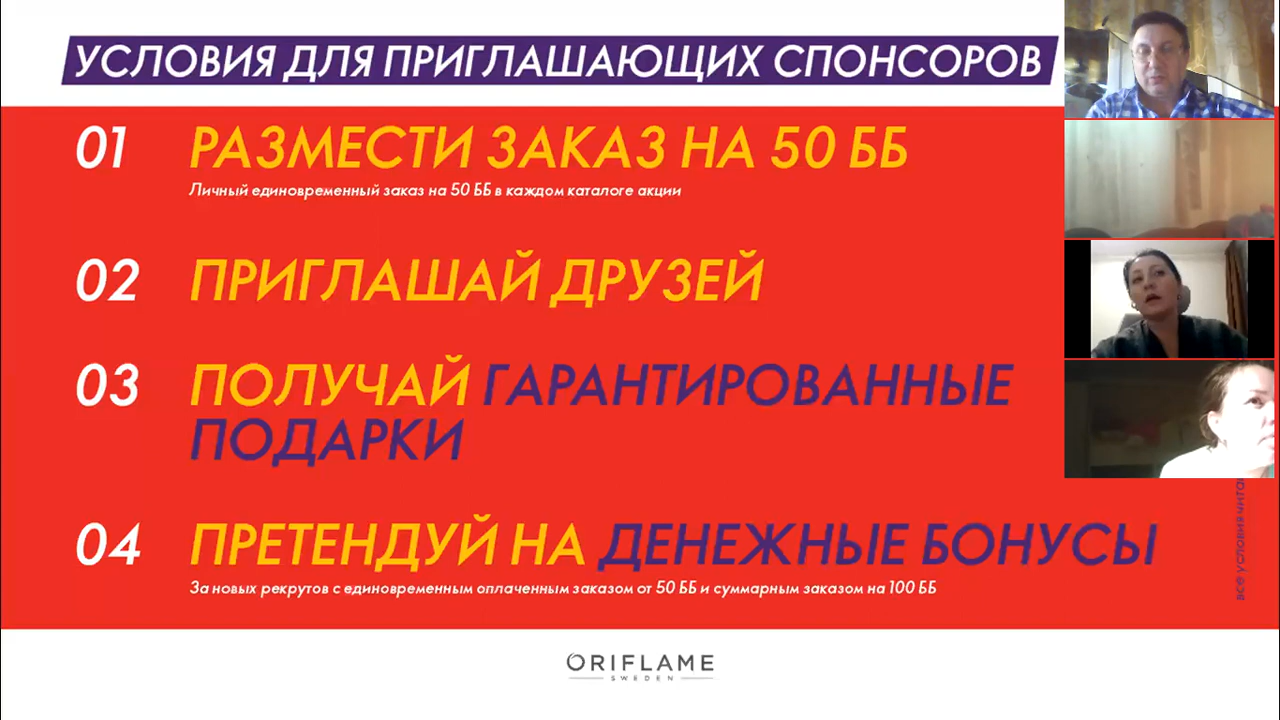 УСЛОВИЯ ДЛЯ ПРИГЛАШАЮЩИХ СПОНСОРОВ
01 РАЗМЕСТИ ЗАКАЗ НА 50 ББ
Личный единовременный заказ на 50 ББ в каждом каталоге акции
02 ПРИГЛАШАЙ ДРУЗЕЙ
03 ПОЛУЧАЙ ГАРАНТИРОВАННЫЕ
ПОДАРКИ
04 ПРЕТЕНДУЙ НА ДЕНЕЖНЫЕ БОНУСЫ
За новых рекрутов с единовременным оплаченным заказом от 50 ББ и суммарным заказом на 100 ББ
ВСЕ УСЛОВИЯ
ORIFLAME
SWEDEN